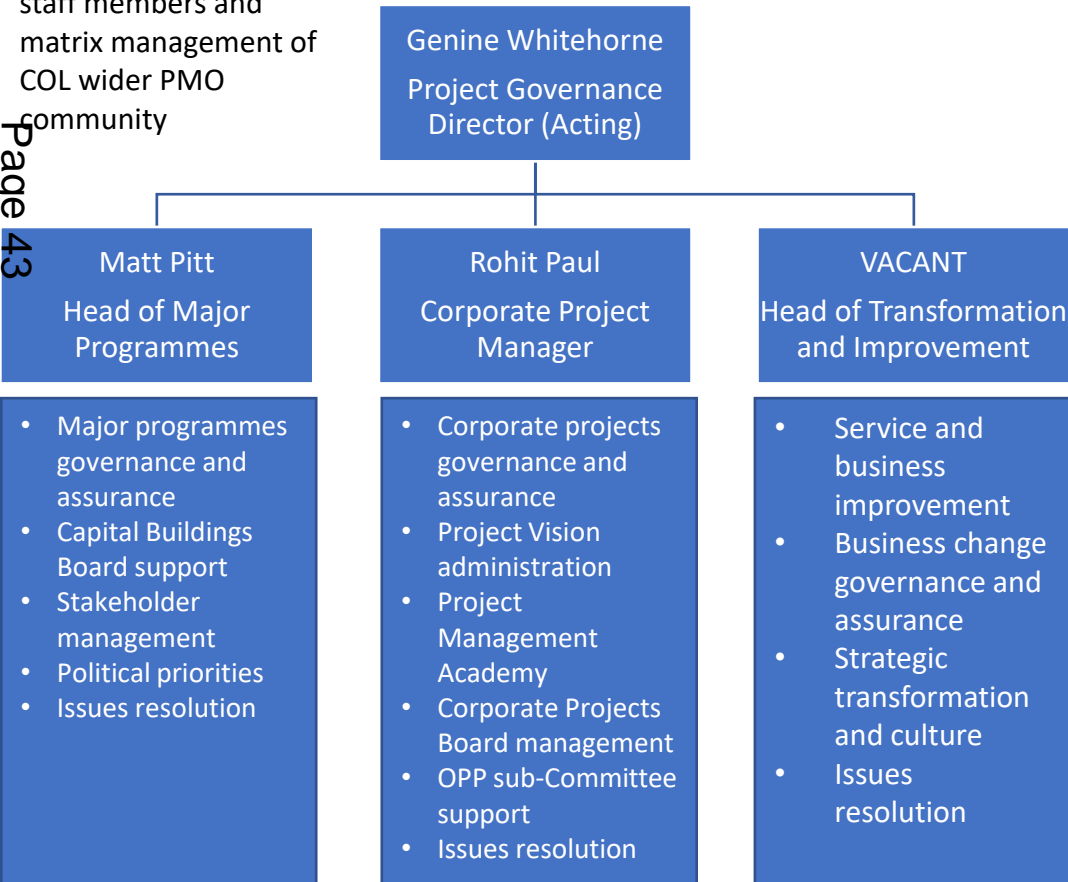 staff members and
matrix management of
COL wider PMO
community
Page 43
Genine Whitehorne
Project Governance
Director (Acting)
Matt Pitt
Head of Major
Programmes
Rohit Paul
Corporate Project
Manager
VACANT
Head of Transformation
and Improvement
• Major programmes
governance and
assurance
• Capital Buildings
Board support
• Stakeholder
management
• Political priorities
• Issues resolution
• Corporate projects
governance and
assurance
• Project Vision
administration
• Project
Management
Academy
• Corporate Projects
Board management
• OPP sub-Committee
support
• Issues resolution
• Service and
business
improvement
• Business change
governance and
assurance
• Strategic
transformation
and culture
• Issues
resolution